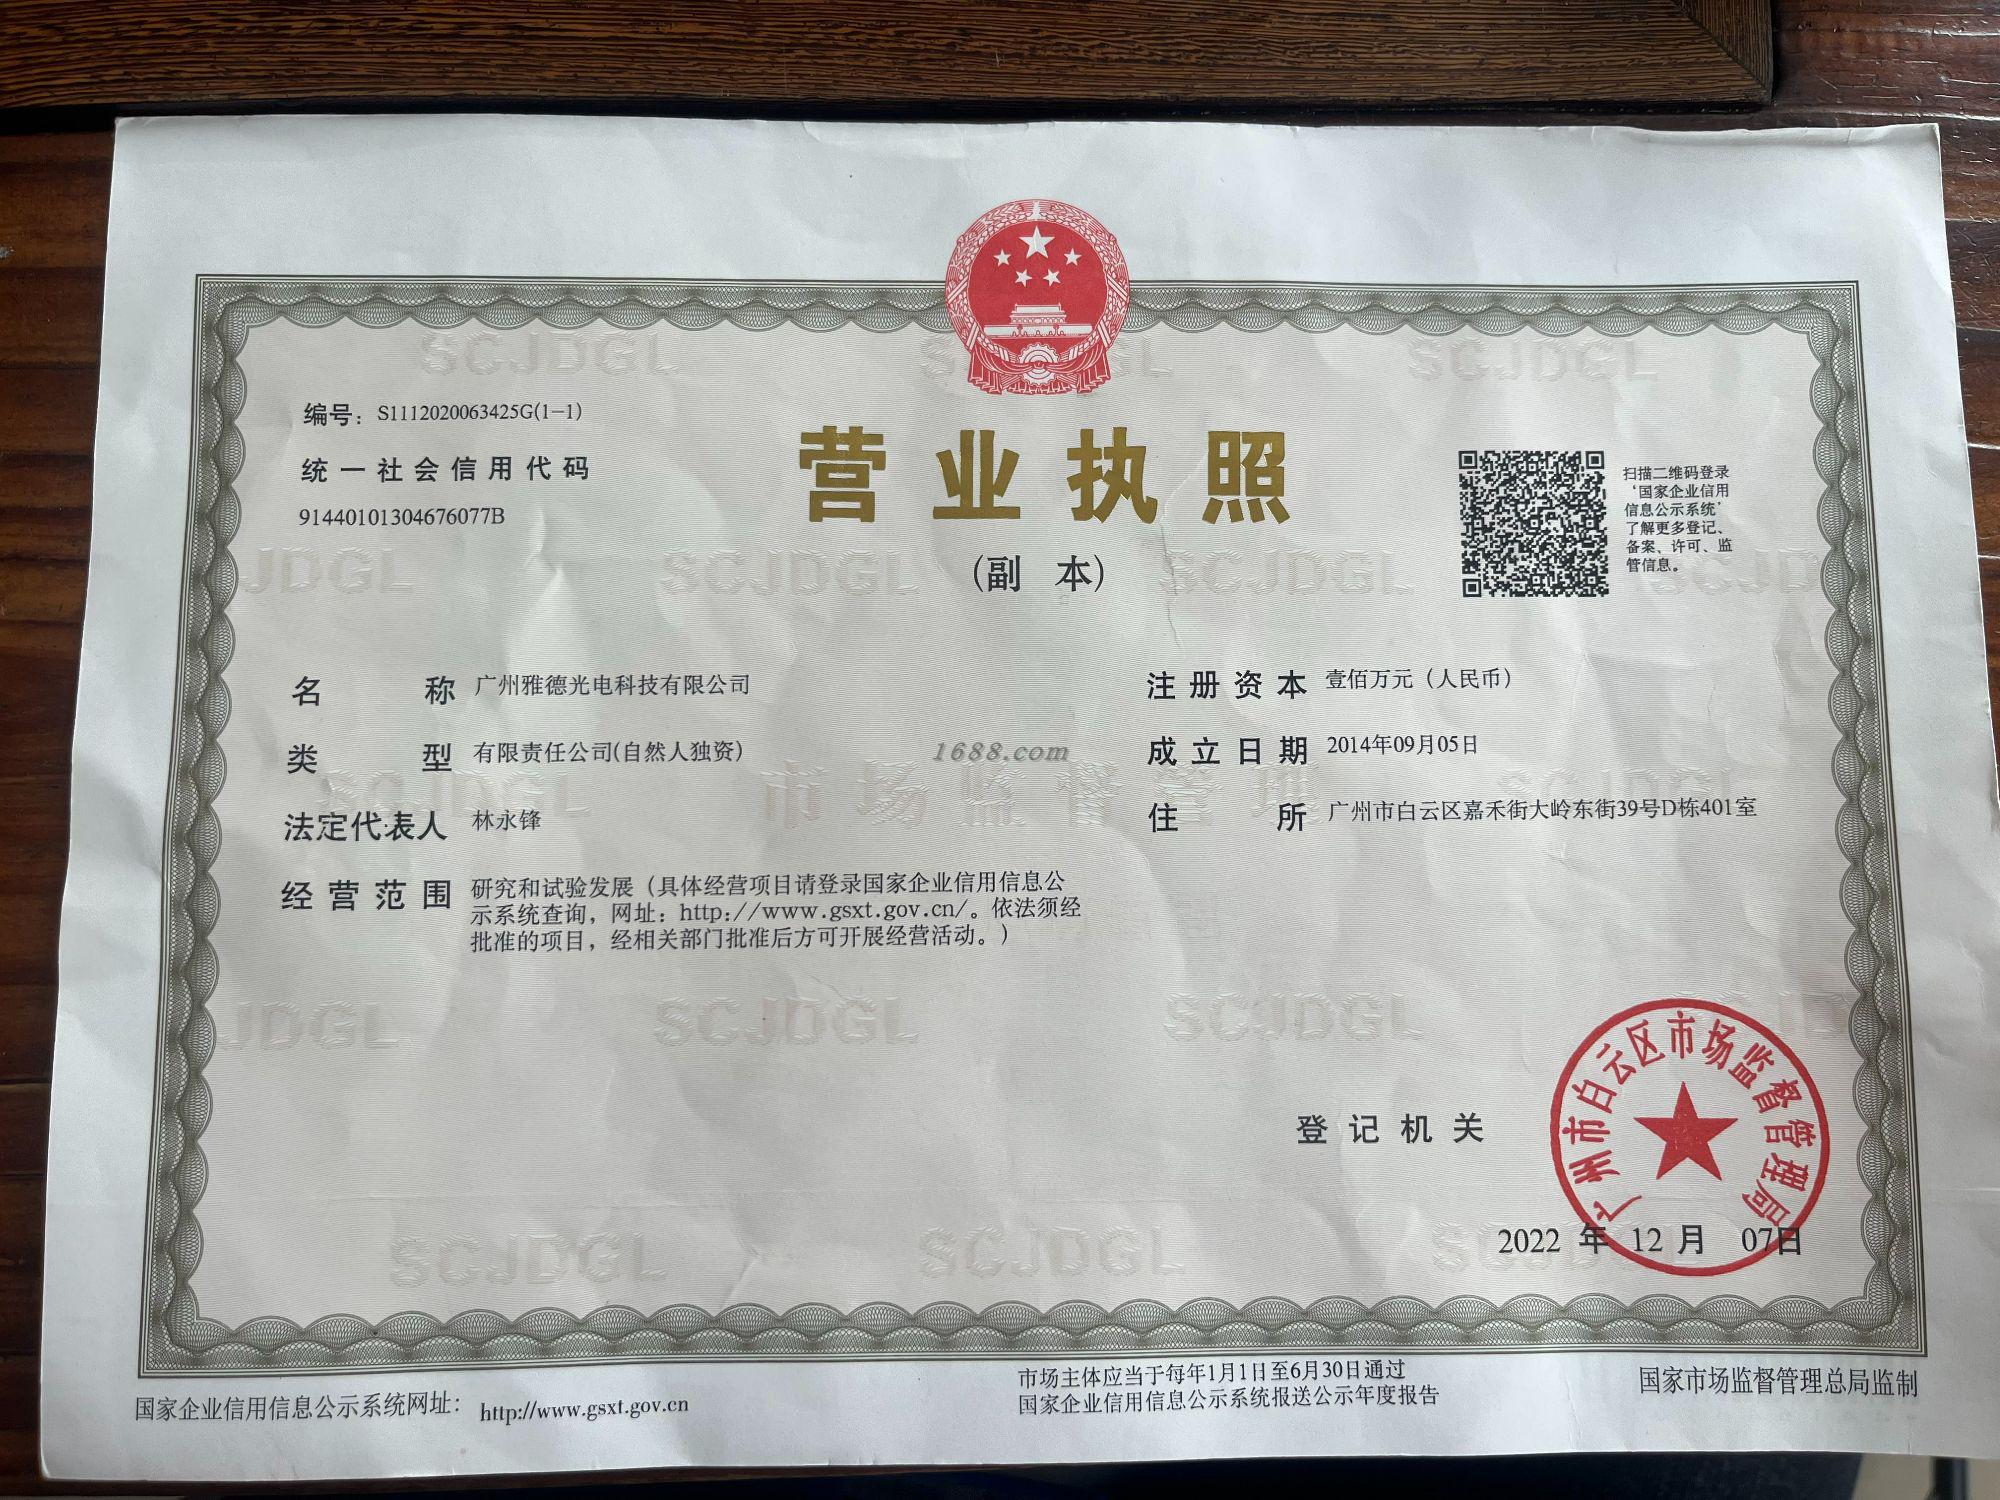 编号：S1112020063425G(1-1)
统一社会信用代码
91440101304676077B
营业执照
(副 本)
扫描二维码登录
‘国家企业信用
信息公示系统’
了解更多登记、
备案、许可、监
管信息。
名 称 广州雅德光电科技有限公司
类 型 有限责任公司(自然人独资)
法定代表人 林永锋
经营范围 研究和试验发展（具体经营项目请登录国家企业信用信息公
示系统查询，网址：http://www.gsxt.gov.cn/。依法须经
批准的项目，经相关部门批准后方可开展经营活动。）
注册资本 壹佰万元（人民币）
成立日期 2014年09月05日
住 所 广州市白云区嘉禾街大岭东街39号D栋401室
1688.com
SCJDGL
市场监督管理
登记机关
广州市白云区市场监督管理局
2022 年 12 月 07日
国家企业信用信息公示系统网址： http://www.gsxt.gov.cn
市场主体应当于每年1月1日至6月30日通过
国家企业信用信息公示系统报送公示年度报告
国家市场监督管理总局监制